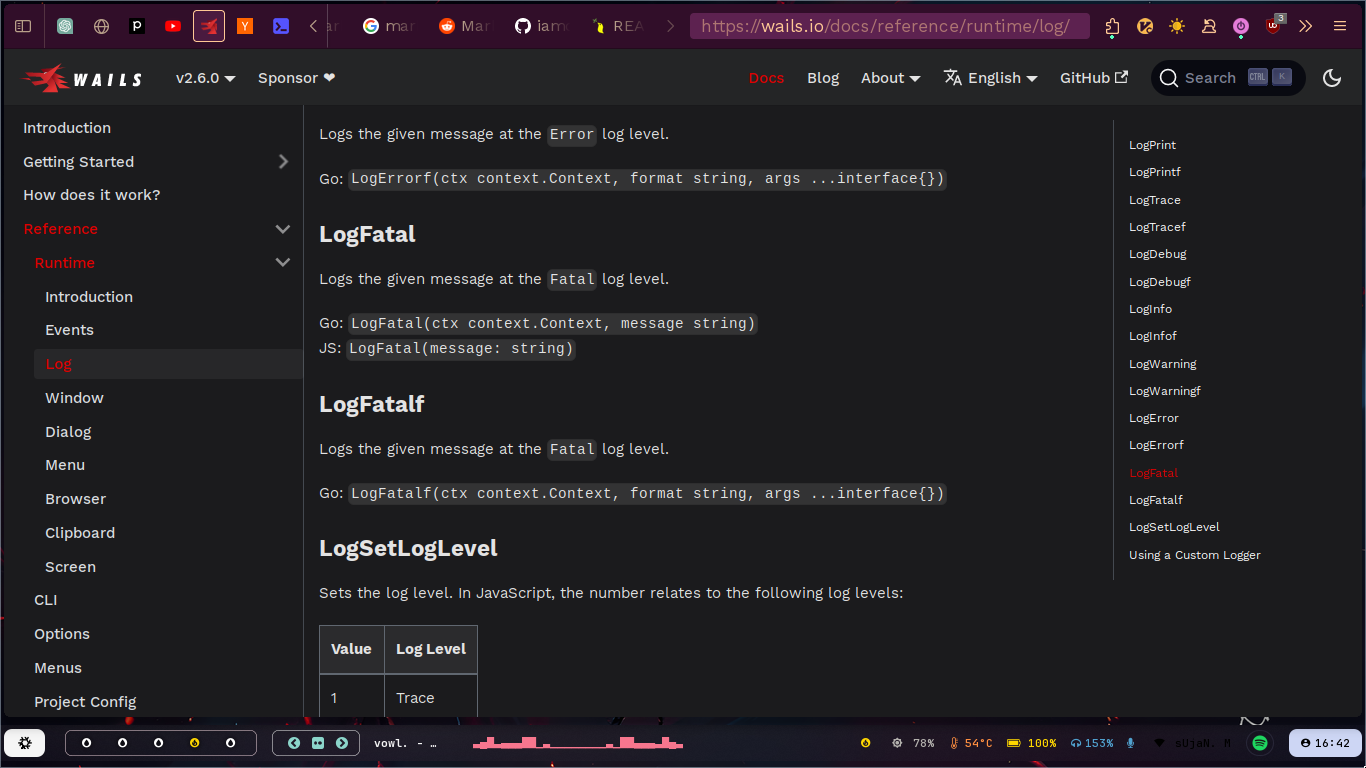 mar
Mar
iam
REA
https://wails.io/docs/reference/runtime/log/
3
WAILS
v2.6.0
Sponsor ❤
Docs
Blog
About
English
GitHub
Search
CTRL
K
Introduction
Getting Started
How does it work?
Reference
Runtime
Introduction
Events
Log
Window
Dialog
Menu
Browser
Clipboard
Screen
CLI
Options
Menus
Project Config
Logs the given message at the Error log level.
Go: LogErrorf(ctx context.Context, format string, args ...interface{})
LogFatal
Logs the given message at the Fatal log level.
Go: LogFatal(ctx context.Context, message string)
JS: LogFatal(message: string)
LogFatalf
Logs the given message at the Fatal log level.
Go: LogFatalf(ctx context.Context, format string, args ...interface{})
LogSetLogLevel
Sets the log level. In JavaScript, the number relates to the following log levels:
Value Log Level
1 Trace
LogPrint
LogPrintf
LogTrace
LogTracef
LogDebug
LogDebugf
LogInfo
LogInfof
LogWarning
LogWarningf
LogError
LogErrorf
LogFatal
LogFatalf
LogSetLogLevel
Using a Custom Logger
vowl. - …
78%
54°C
100%
153%
sUjaN. M
16:42